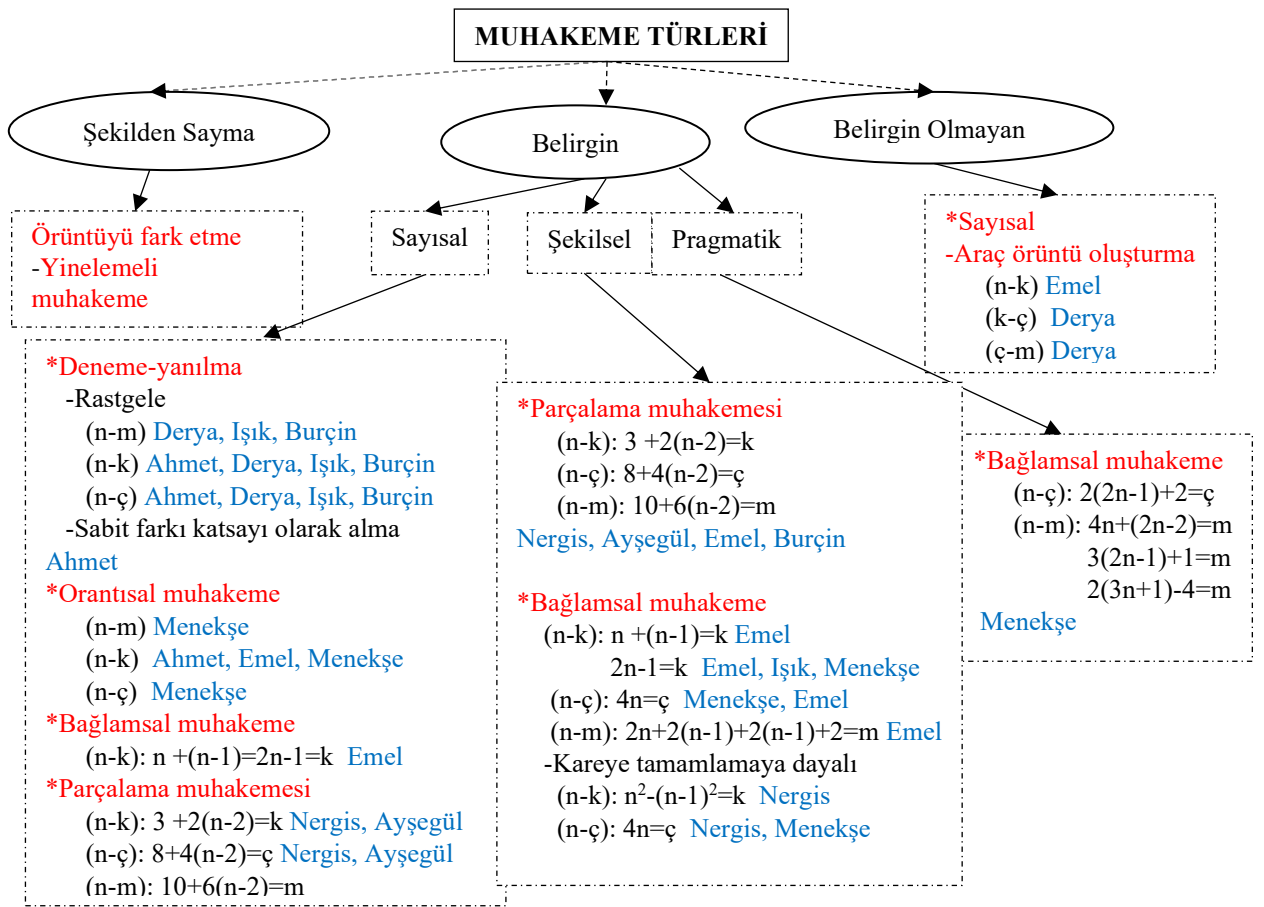 MUHAKEME TÜRLERİ
Şekilden Sayma
Belirgin
Belirgin Olmayan
Örüntüyü fark etme
-Yinelemeli
muhakeme
Sayısal
Şekilsel
Pragmatik
*Sayısal
-Araç örüntü oluşturma
(n-k) Emel
(k-ç) Derya
(ç-m) Derya
*Deneme-yanılma
-Rastgele
(n-m) Derya, Işık, Burçin
(n-k) Ahmet, Derya, Işık, Burçin
(n-ç) Ahmet, Derya, Işık, Burçin
-Sabit farkı katsayı olarak alma
Ahmet
*Orantısal muhakeme
(n-m) Menekşe
(n-k) Ahmet, Emel, Menekşe
(n-ç) Menekşe
*Bağlamsal muhakeme
(n-k): n +(n-1)=2n-1=k Emel
*Parçalama muhakemesi
(n-k): 3 +2(n-2)=k Nergis, Ayşegül
(n-ç): 8+4(n-2)=ç Nergis, Ayşegül
(n-m): 10+6(n-2)=m
*Parçalama muhakemesi
(n-k): 3 +2(n-2)=k
(n-ç): 8+4(n-2)=ç
(n-m): 10+6(n-2)=m
Nergis, Ayşegül, Emel, Burçin
*Bağlamsal muhakeme
(n-k): n +(n-1)=k Emel
2n-1=k Emel, Işık, Menekşe
(n-ç): 4n=ç Menekşe, Emel
(n-m): 2n+2(n-1)+2(n-1)+2=m Emel
-Kareye tamamlamaya dayalı
(n-k): n²-(n-1)²=k Nergis
(n-ç): 4n=ç Nergis, Menekşe
*Bağlamsal muhakeme
(n-ç): 2(2n-1)+2=ç
(n-m): 4n+(2n-2)=m
3(2n-1)+1=m
2(3n+1)-4=m
Menekşe